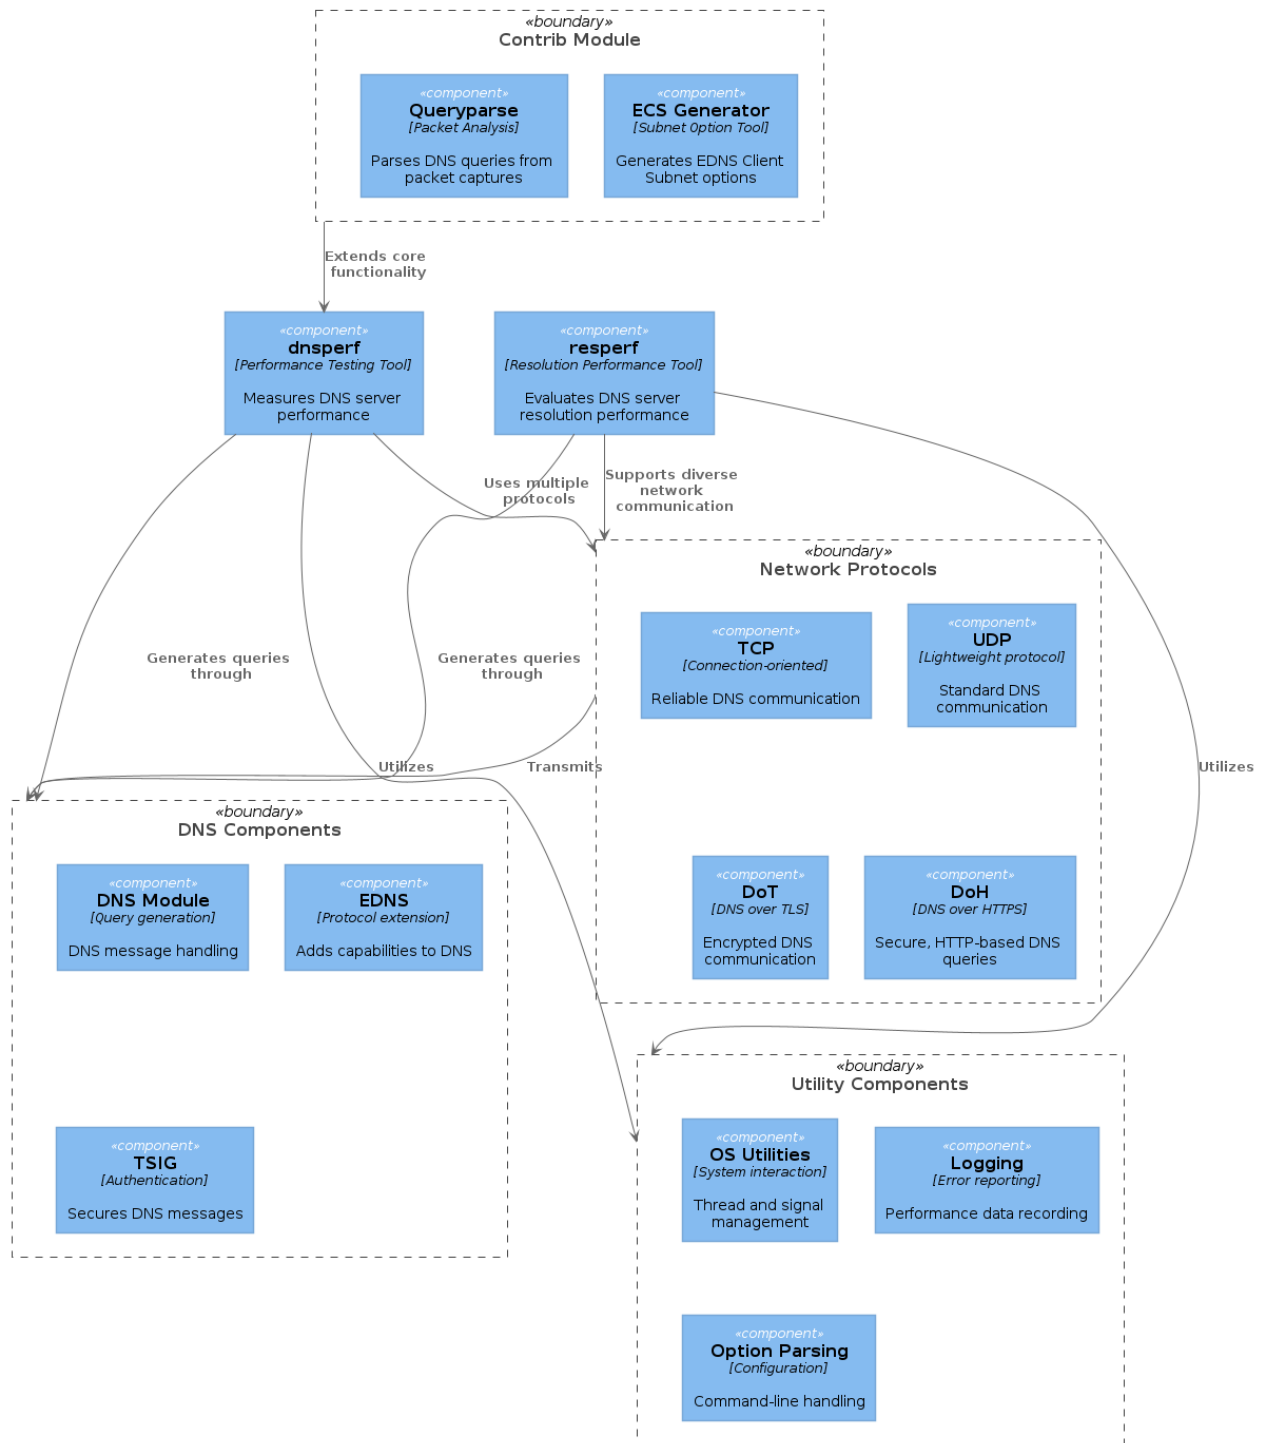 «boundary»
Contrib Module
«component»
Queryparse
[Packet Analysis]
Parses DNS queries from
packet captures
«component»
ECS Generator
[Subnet Option Tool]
Generates EDNS Client
Subnet options
Extends core
functionality
«component»
dnsperf
[Performance Testing Tool]
Measures DNS server
performance
«component»
resperf
[Resolution Performance Tool]
Evaluates DNS server
resolution performance
Uses multiple
protocols
Supports diverse
network
communication
«boundary»
Network Protocols
«component»
TCP
[Connection-oriented]
Reliable DNS communication
«component»
UDP
[Lightweight protocol]
Standard DNS
communication
Generates queries
through
Generates queries
through
Utilizes
Transmits
Utilizes
«boundary»
DNS Components
«component»
DNS Module
[Query generation]
DNS message handling
«component»
EDNS
[Protocol extension]
Adds capabilities to DNS
«component»
DoT
[DNS over TLS]
Encrypted DNS
communication
«component»
DoH
[DNS over HTTPS]
Secure, HTTP-based DNS
queries
«component»
TSIG
[Authentication]
Secures DNS messages
«boundary»
Utility Components
«component»
OS Utilities
[System interaction]
Thread and signal
management
«component»
Logging
[Error reporting]
Performance data recording
«component»
Option Parsing
[Configuration]
Command-line handling